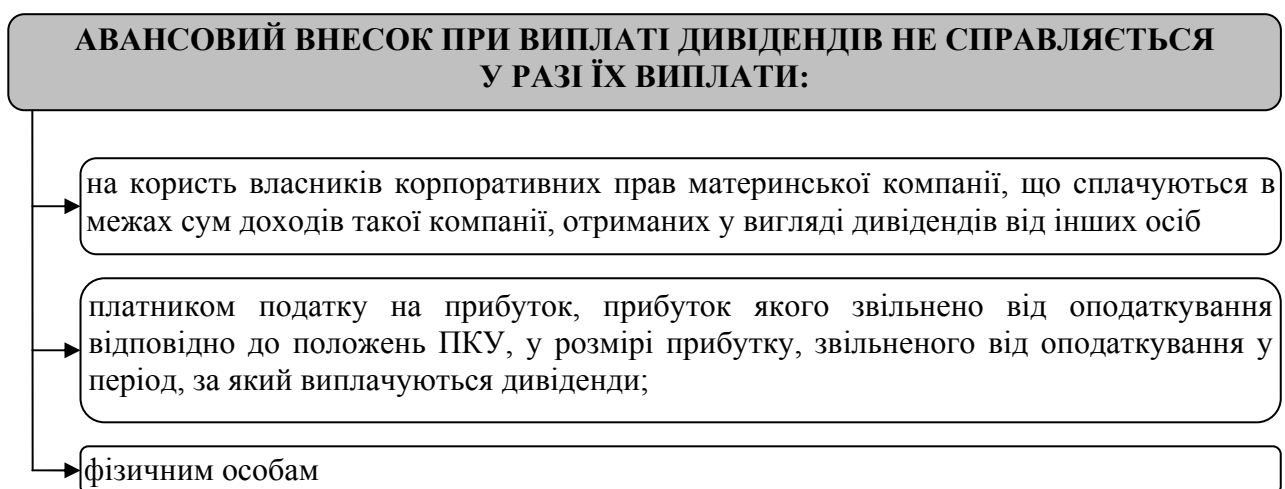 АВАНСОВИЙ ВНЕСОК ПРИ ВИПЛАТІ ДИВІДЕНДІВ НЕ СПРАВЛЯЄТЬСЯ
У РАЗІ ЇХ ВИПЛАТИ:
на користь власників корпоративних прав материнської компанії, що сплачуються в
межах сум доходів такої компанії, отриманих у вигляді дивідендів від інших осіб
платником податку на прибуток, прибуток якого звільнено від оподаткування
відповідно до положень ПКУ, у розмірі прибутку, звільненого від оподаткування у
період, за який виплачуються дивіденди;
фізичним особам